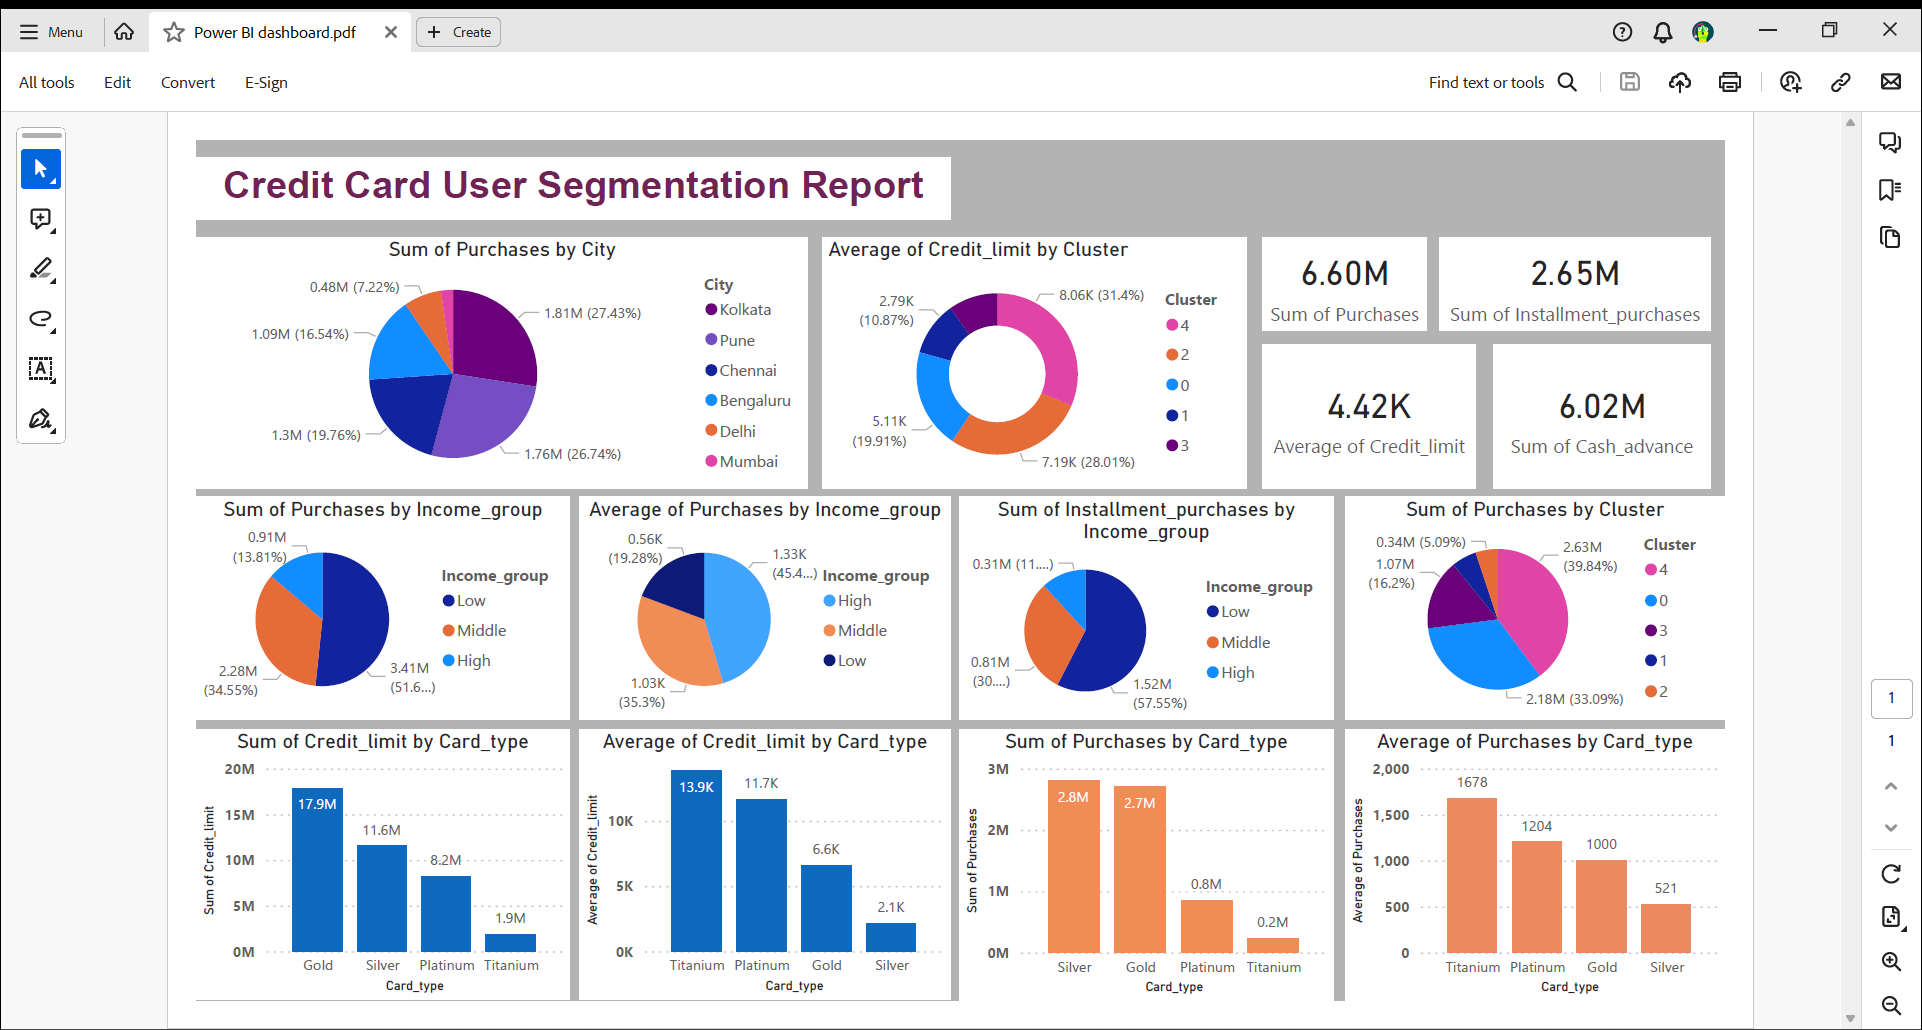 Menu
Power BI dashboard.pdf
Create
All tools
Edit
Convert
E-Sign
Find text or tools
Credit Card User Segmentation Report
Sum of Purchases by City
0.48M (7.22%)
1.81M (27.43%)
1.09M (16.54%)
1.3M (19.76%)
1.76M (26.74%)
City
Kolkata
Pune
Chennai
Bengaluru
Delhi
Mumbai
Average of Credit_limit by Cluster
2.79K
(10.87%)
8.06K (31.4%)
5.11K
(19.91%)
7.19K (28.01%)
Cluster
4
2
0
1
3
6.60M
Sum of Purchases
2.65M
Sum of Installment_purchases
4.42K
Average of Credit_limit
6.02M
Sum of Cash_advance
Sum of Purchases by Income_group
0.91M
(13.81%)
2.28M
(34.55%)
3.41M
(51.6...)
Income_group
Low
Middle
High
Average of Purchases by Income_group
0.56K
(19.28%)
1.33K
(45.4...)
1.03K
(35.3%)
Income_group
High
Middle
Low
Sum of Installment_purchases by
Income_group
0.31M (11....)
0.81M
(30....)
1.52M
(57.55%)
Income_group
Low
Middle
High
Sum of Purchases by Cluster
0.34M (5.09%)
1.07M
(16.2%)
2.63M
(39.84%)
2.18M (33.09%)
Cluster
4
0
3
1
2
Sum of Credit_limit by Card_type
Sum of Credit_limit
20M
15M
10M
5M
0M
17.9M
11.6M
8.2M
1.9M
Gold
Silver
Platinum
Titanium
Card_type
Average of Credit_limit by Card_type
Average of Credit_limit
10K
5K
0K
13.9K
11.7K
6.6K
2.1K
Titanium
Platinum
Gold
Silver
Card_type
Sum of Purchases by Card_type
Sum of Purchases
3M
2M
1M
0M
2.8M
2.7M
0.8M
0.2M
Silver
Gold
Platinum
Titanium
Card_type
Average of Purchases by Card_type
Average of Purchases
2,000
1,500
1,000
500
0
1678
1204
1000
521
Titanium
Platinum
Gold
Silver
Card_type
1
1